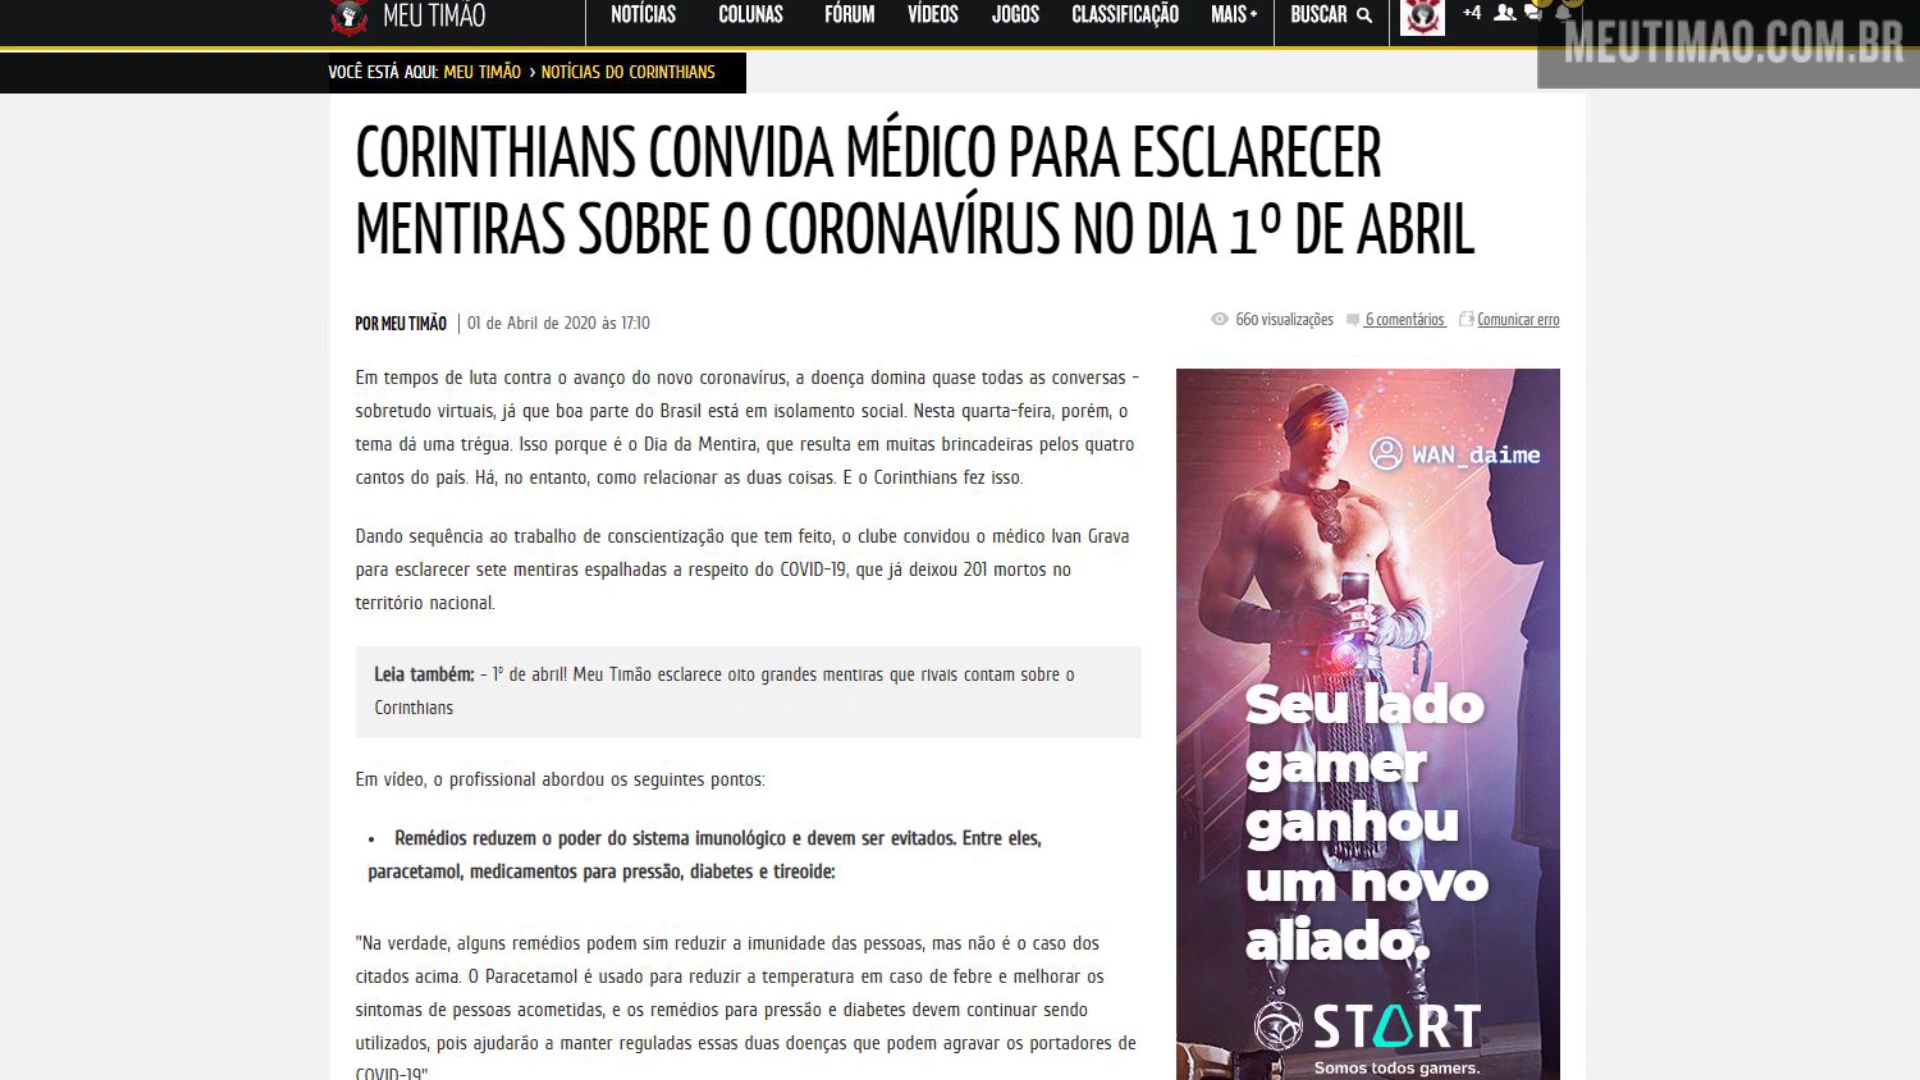 MEU TIMÃO
NOTÍCIAS
COLUNAS
FÓRUM
VÍDEOS
JOGOS
CLASSIFICAÇÃO
MAIS+
BUSCAR
+4
MEUTIMAO.COM.BR
VOCÊ ESTÁ AQUI: MEU TIMÃO › NOTÍCIAS DO CORINTHIANS
CORINTHIANS CONVIDA MÉDICO PARA ESCLARECER
MENTIRAS SOBRE O CORONAVÍRUS NO DIA 1º DE ABRIL
POR MEU TIMÃO | 01 de Abril de 2020 às 17:10
660 visualizações
6 comentários
Comunicar erro
Em tempos de luta contra o avanço do novo coronavírus, a doença domina quase todas as conversas -
sobretudo virtuais, já que boa parte do Brasil está em isolamento social. Nesta quarta-feira, porém, o
tema dá uma trégua. Isso porque é o Dia da Mentira, que resulta em muitas brincadeiras pelos quatro
cantos do país. Há, no entanto, como relacionar as duas coisas. E o Corinthians fez isso.
Dando sequência ao trabalho de conscientização que tem feito, o clube convidou o médico Ivan Grava
para esclarecer sete mentiras espalhadas a respeito do COVID-19, que já deixou 201 mortos no
território nacional.
Leia também: - 1º de abril! Meu Timão esclarece oito grandes mentiras que rivais contam sobre o
Corinthians
Em vídeo, o profissional abordou os seguintes pontos:
• Remédios reduzem o poder do sistema imunológico e devem ser evitados. Entre eles,
paracetamol, medicamentos para pressão, diabetes e tireoide:
"Na verdade, alguns remédios podem sim reduzir a imunidade das pessoas, mas não é o caso dos
citados acima. O Paracetamol é usado para reduzir a temperatura em caso de febre e melhorar os
sintomas de pessoas acometidas, e os remédios para pressão e diabetes devem continuar sendo
utilizados, pois ajudarão a manter reguladas essas duas doenças que podem agravar os portadores de
COVID-19".
WAN_daime
Seu lado
gamer
ganhou
um novo
aliado.
START
Somos todos gamers.